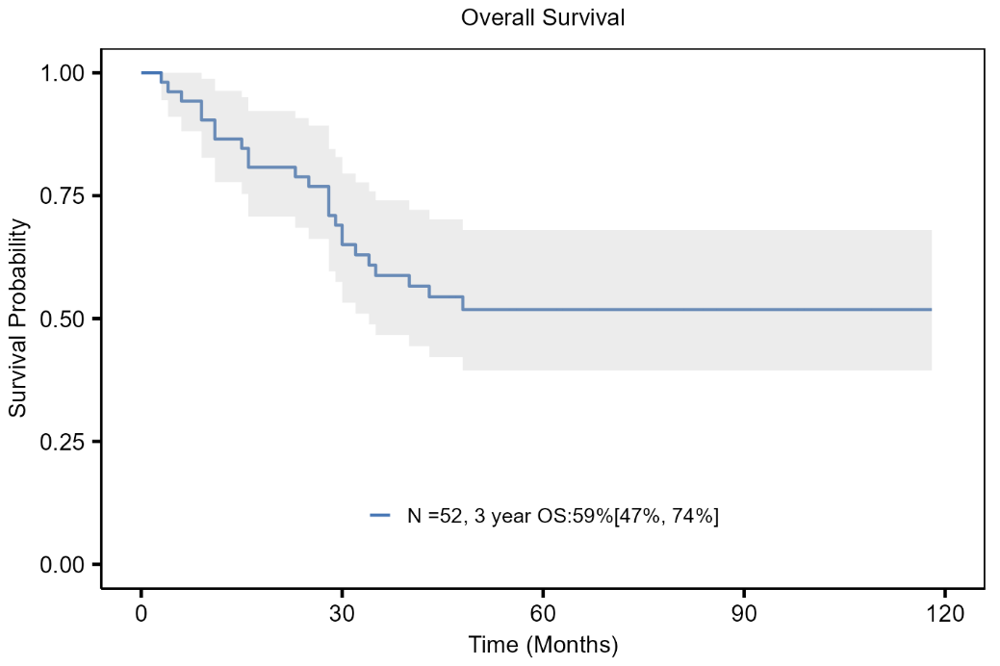 Overall Survival
1.00
0.75
0.50
0.25
0.00
Survival Probability
N =52, 3 year OS:59%[47%, 74%]
0 30 60 90 120
Time (Months)